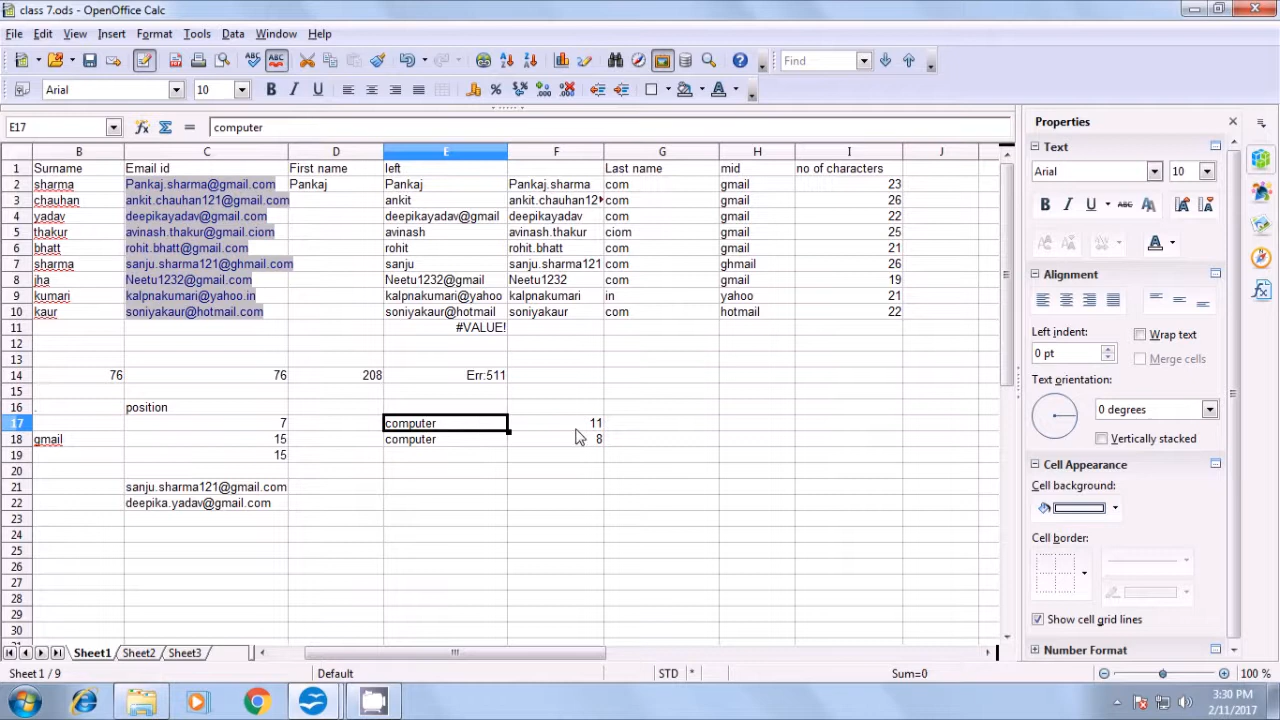 class 7.ods - OpenOffice Calc
File Edit View Insert Format Tools Data Window Help
Find
Arial 10
E17 computer
B C D E F G H I J
1 Surname Email id First name left Last name mid no of characters
2 sharma Pankaj.sharma@gmail.com Pankaj Pankaj Pankaj.sharma com gmail 23
3 chauhan ankit.chauhan121@gmail.com ankit ankit.chauhan12 com gmail 26
4 yadav deepikayadav@gmail.com deepikayadav@gmail deepikayadav com gmail 22
5 thakur avinash.thakur@gmail.ciom avinash avinash.thakur ciom gmail 25
6 bhatt rohit.bhatt@gmail.com rohit rohit.bhatt com gmail 21
7 sharma sanju.sharma121@ghmail.com sanju sanju.sharma121 com ghmail 26
8 jha Neetu1232@gmail.com Neetu1232@gmail Neetu1232 com gmail 19
9 kumari kalpnakumari@yahoo.in kalpnakumari@yahoo kalpnakumari in yahoo 21
10 kaur soniyakaur@hotmail.com soniyakaur@hotmail soniyakaur com hotmail 22
11 #VALUE!
12
13
14 76 76 208 Err:511
15
16 . position
17 7 computer 11
18 gmail 15 computer 8
19 15
20
21 sanju.sharma121@gmail.com
22 deepika.yadav@gmail.com
23
24
25
26
27
28
29
30
Sheet1 Sheet2 Sheet3
Sheet 1 / 9 Default STD * Sum=0 100 %
Properties
Text
Arial 10
Alignment
Left indent:
Wrap text
0 pt
Merge cells
Text orientation:
0 degrees
Vertically stacked
Cell Appearance
Cell background:
Cell border:
Show cell grid lines
Number Format
3:30 PM
2/11/2017